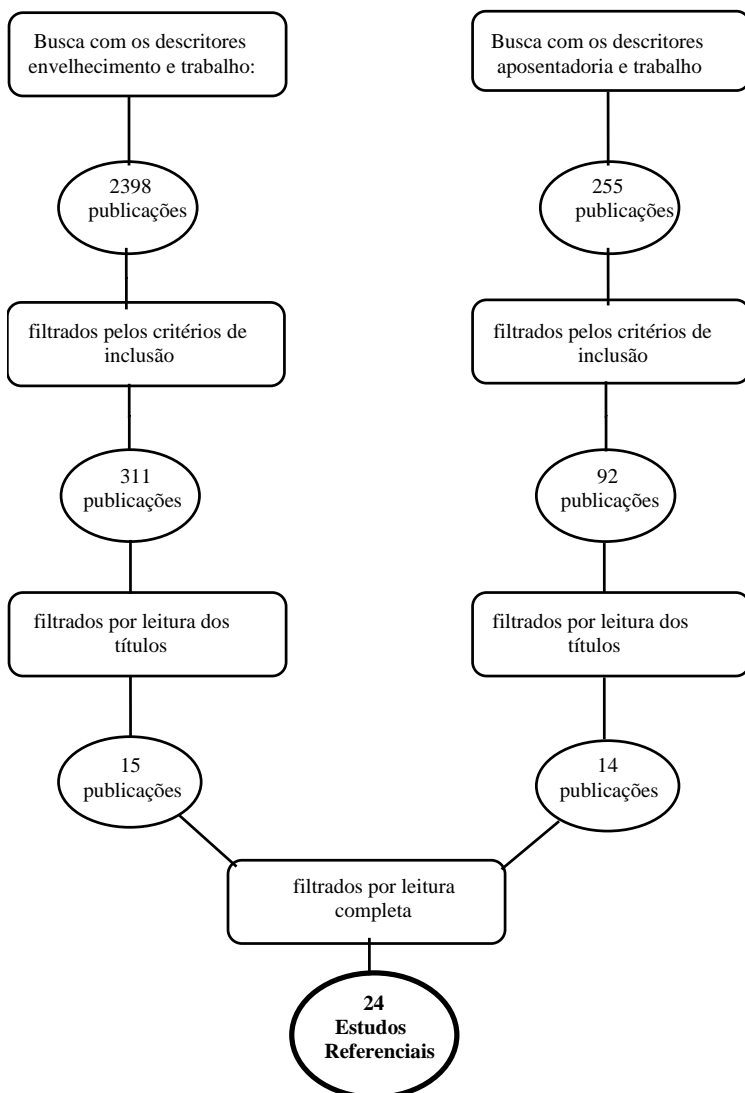 Busca com os descritores
envelhecimento e trabalho:
Busca com os descritores
aposentadoria e trabalho
2398
publicações
255
publicações
filtrados pelos critérios de
inclusão
filtrados pelos critérios de
inclusão
311
publicações
92
publicações
filtrados por leitura dos
títulos
filtrados por leitura dos
títulos
15
publicações
14
publicações
filtrados por leitura
completa
24
Estudos
Referenciais